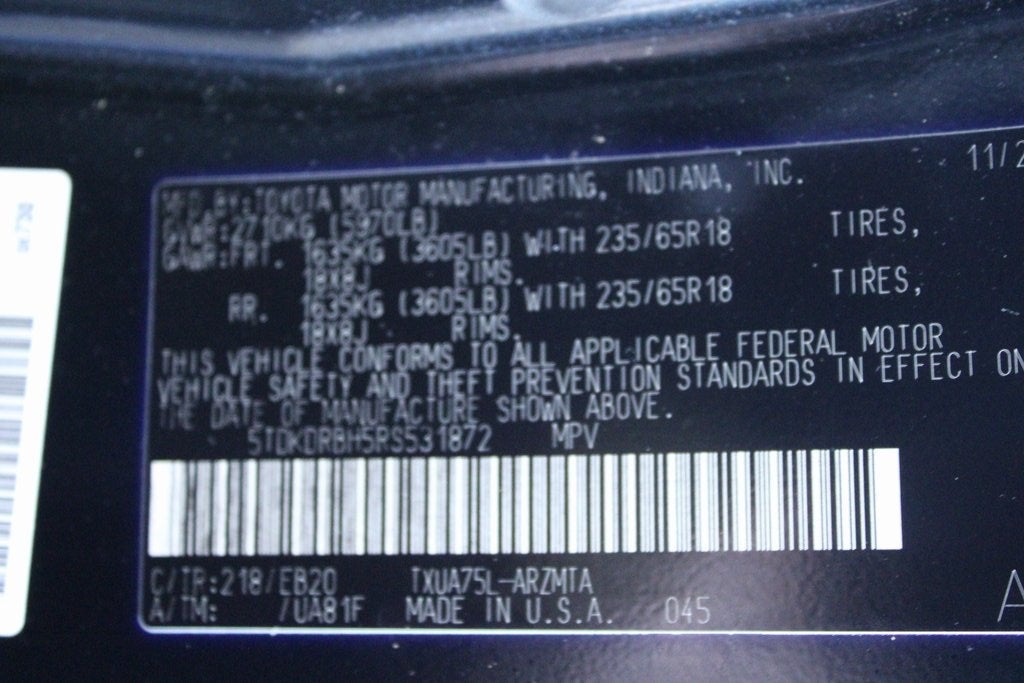 11/2
MFD BY:TOYOTA MOTOR MANUFACTURING, INDIANA, INC.
GVWR:2710KG (5970LB)
GAWR:FRT. 1635KG (3605LB) WITH 235/65R18 TIRES,
18X8J RIMS.
RR. 1635KG (3605LB) WITH 235/65R18 TIRES,
18X8J RIMS.
THIS VEHICLE CONFORMS TO ALL APPLICABLE FEDERAL MOTOR
VEHICLE SAFETY AND THEFT PREVENTION STANDARDS IN EFFECT ON
THE DATE OF MANUFACTURE SHOWN ABOVE.
5TDKDRBH5RS531872 MPV
C/TR:218/EB20 TXUA75L-ARZMTA
A/TM: /UA81F MADE IN U.S.A. 045
A